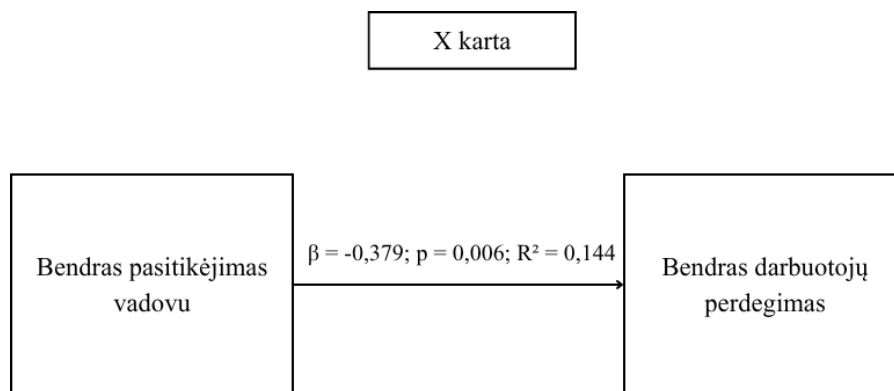 X karta
β = -0,379; p = 0,006; R² = 0,144
Bendras pasitikėjimas
vadovu
Bendras darbuotojų
perdegimas